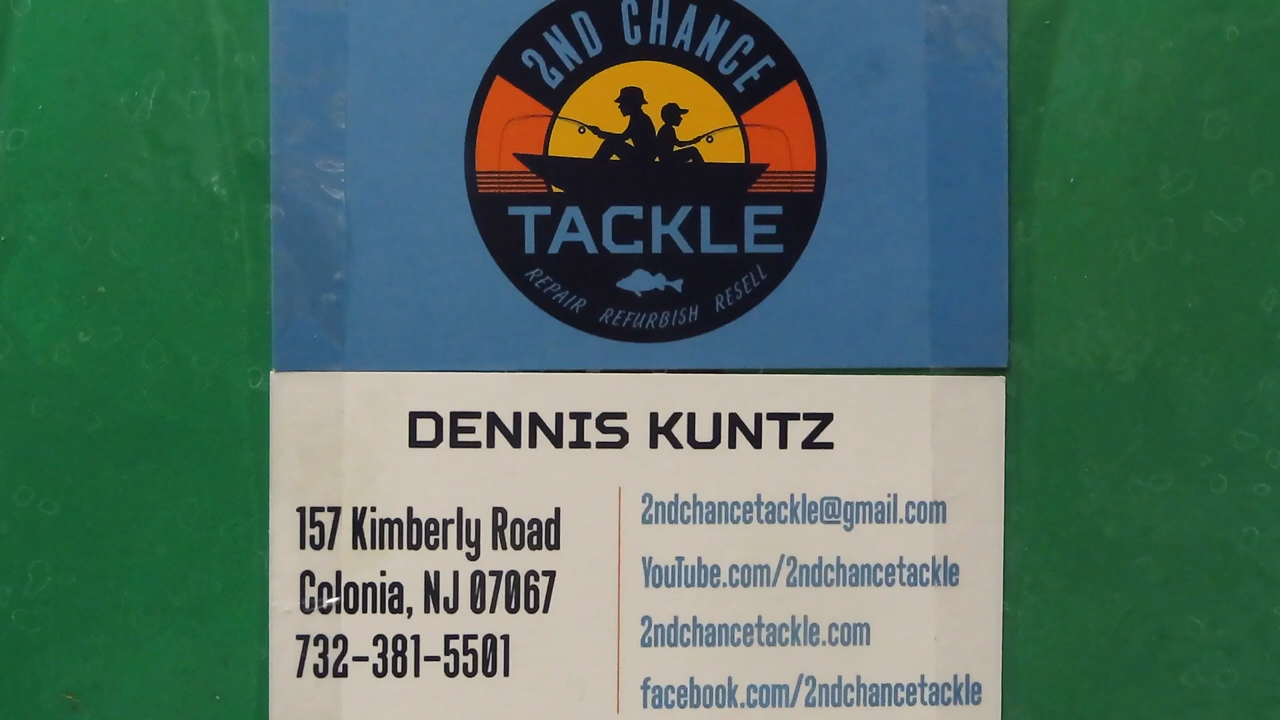 2ND CHANCE
TACKLE
REPAIR REFURBISH RESELL
DENNIS KUNTZ
157 Kimberly Road
Colonia, NJ 07067
732-381-5501
2ndchancetackle@gmail.com
YouTube.com/2ndchancetackle
2ndchancetackle.com
facebook.com/2ndchancetackle